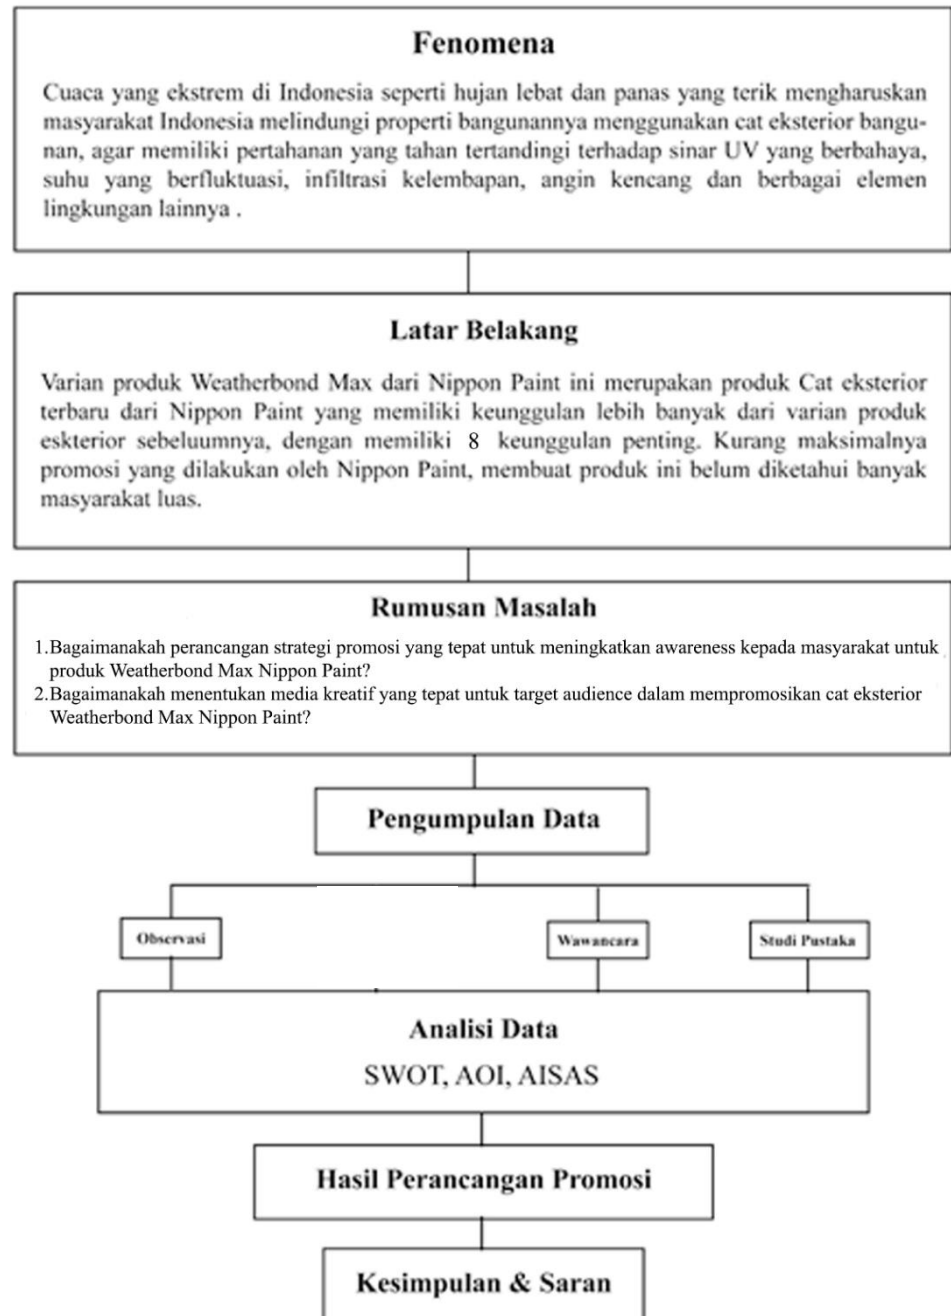 Fenomena
Cuaca yang ekstrem di Indonesia seperti hujan lebat dan panas yang terik mengharuskan
masyarakat Indonesia melindungi properti bangunannya menggunakan cat eksterior bangu-
nan, agar memiliki pertahanan yang tahan tertandingi terhadap sinar UV yang berbahaya,
suhu yang berfluktuasi, infiltrasi kelembapan, angin kencang dan berbagai elemen
lingkungan lainnya .
Latar Belakang
Varian produk Weatherbond Max dari Nippon Paint ini merupakan produk Cat eksterior
terbaru dari Nippon Paint yang memiliki keunggulan lebih banyak dari varian produk
eskterior sebeluumnya, dengan memiliki 8 keunggulan penting. Kurang maksimalnya
promosi yang dilakukan oleh Nippon Paint, membuat produk ini belum diketahui banyak
masyarakat luas.
Rumusan Masalah
1.Bagaimanakah perancangan strategi promosi yang tepat untuk meningkatkan awareness kepada masyarakat untuk
produk Weatherbond Max Nippon Paint?
2.Bagaimanakah menentukan media kreatif yang tepat untuk target audience dalam mempromosikan cat eksterior
Weatherbond Max Nippon Paint?
Pengumpulan Data
Observasi
Wawancara
Studi Pustaka
Analisi Data
SWOT, AOI, AISAS
Hasil Perancangan Promosi
Kesimpulan & Saran